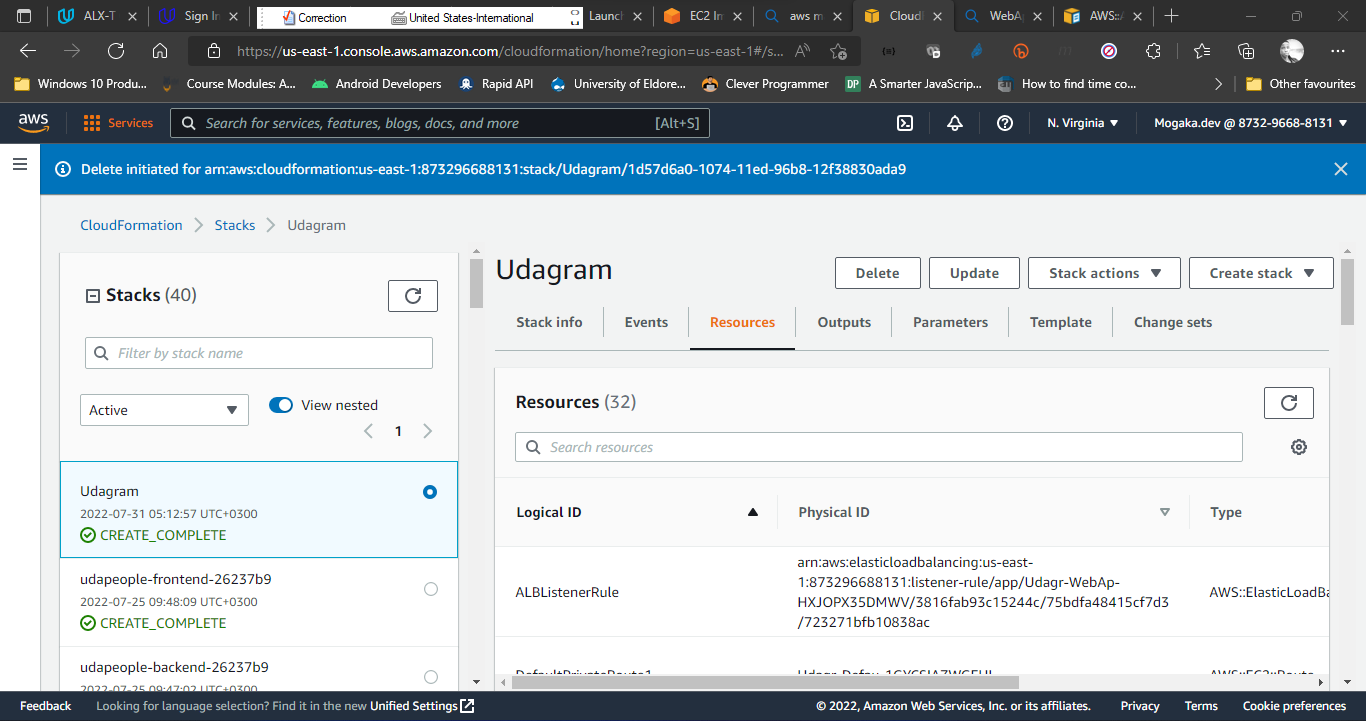 ALX-T
Sign In
Correction
United States-International
Launch
EC2 Im
aws m
Cloud
WebAp
AWS::
https://us-east-1.console.aws.amazon.com/cloudformation/home?region=us-east-1#/s...
Windows 10 Produ...
Course Modules: A...
Android Developers
Rapid API
University of Eldore...
Clever Programmer
DP
A Smarter JavaScrip...
How to find time co...
Other favourites
aws
Services
Search for services, features, blogs, docs, and more
[Alt+S]
N. Virginia
Mogaka.dev @ 8732-9668-8131
Delete initiated for arn:aws:cloudformation:us-east-1:873296688131:stack/Udagram/1d57d6a0-1074-11ed-96b8-12f38830ada9
CloudFormation
Stacks
Udagram
Stacks (40)
Filter by stack name
Active
View nested
1
Udagram
2022-07-31 05:12:57 UTC+0300
CREATE_COMPLETE
udapeople-frontend-26237b9
2022-07-25 09:48:09 UTC+0300
CREATE_COMPLETE
udapeople-backend-26237b9
2022-07-25 09:47:02 UTC+0300
Udagram
Delete
Update
Stack actions
Create stack
Stack info
Events
Resources
Outputs
Parameters
Template
Change sets
Resources (32)
Search resources
Logical ID
Physical ID
Type
ALBListenerRule
arn:aws:elasticloadbalancing:us-east-
1:873296688131:listener-rule/app/Udagr-WebAp-
HXJOPX35DMWV/3816fab93c15244c/75bdfa48415cf7d3
/723271bfb10838ac
AWS::ElasticLoadBa
DefaultPrivateRoute1
AWS::EC2::Route
Feedback
Looking for language selection? Find it in the new Unified Settings
© 2022, Amazon Web Services, Inc. or its affiliates.
Privacy
Terms
Cookie preferences